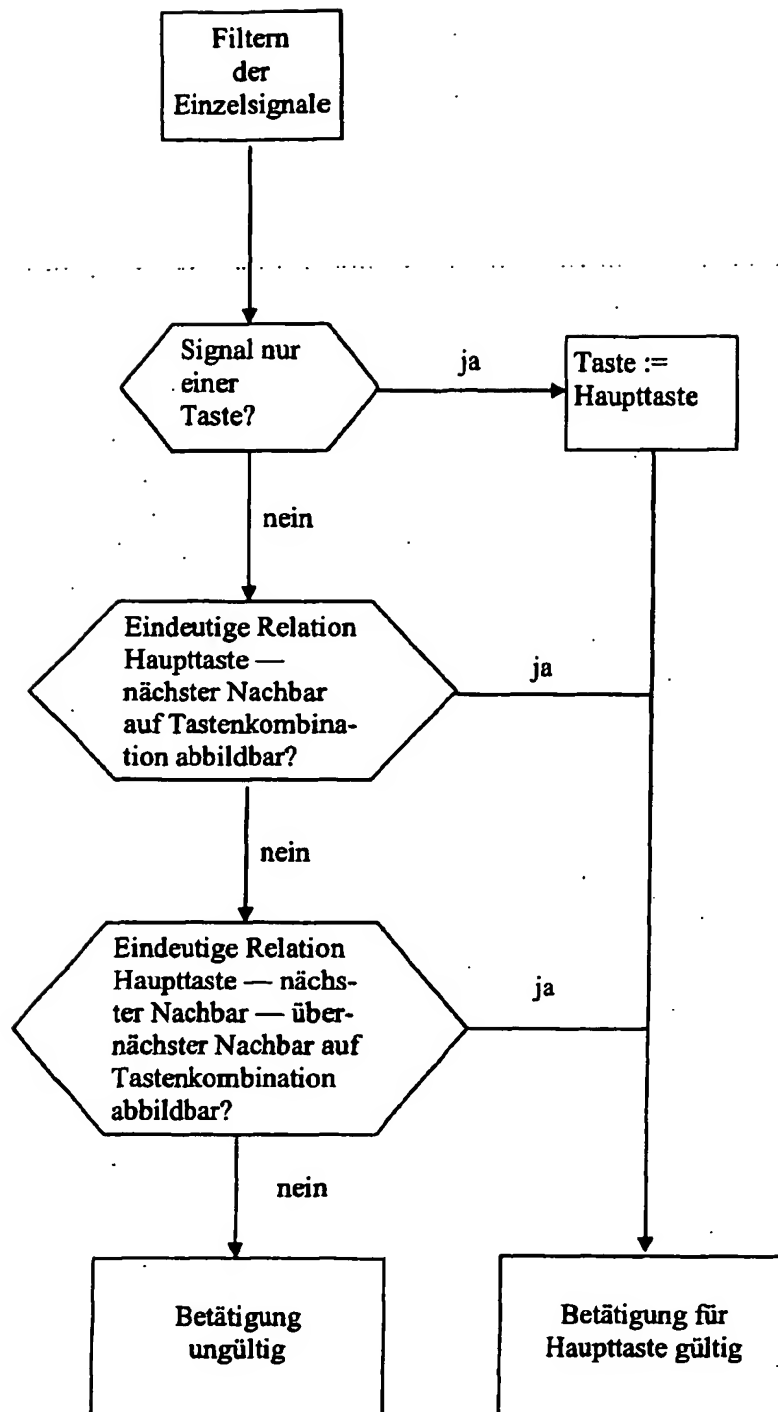 Filtern
der
Einzelsignale
Signal nur
einer
Taste?
ja
Taste :=
Haupttaste
nein
Eindeutige Relation
Haupttaste —
nächster Nachbar
auf Tastenkombina-
tion abbildbar?
ja
nein
Eindeutige Relation
Haupttaste — nächs-
ter Nachbar — über-
nächster Nachbar auf
Tastenkombination
abbildbar?
ja
nein
Betätigung
ungültig
Betätigung für
Haupttaste gültig